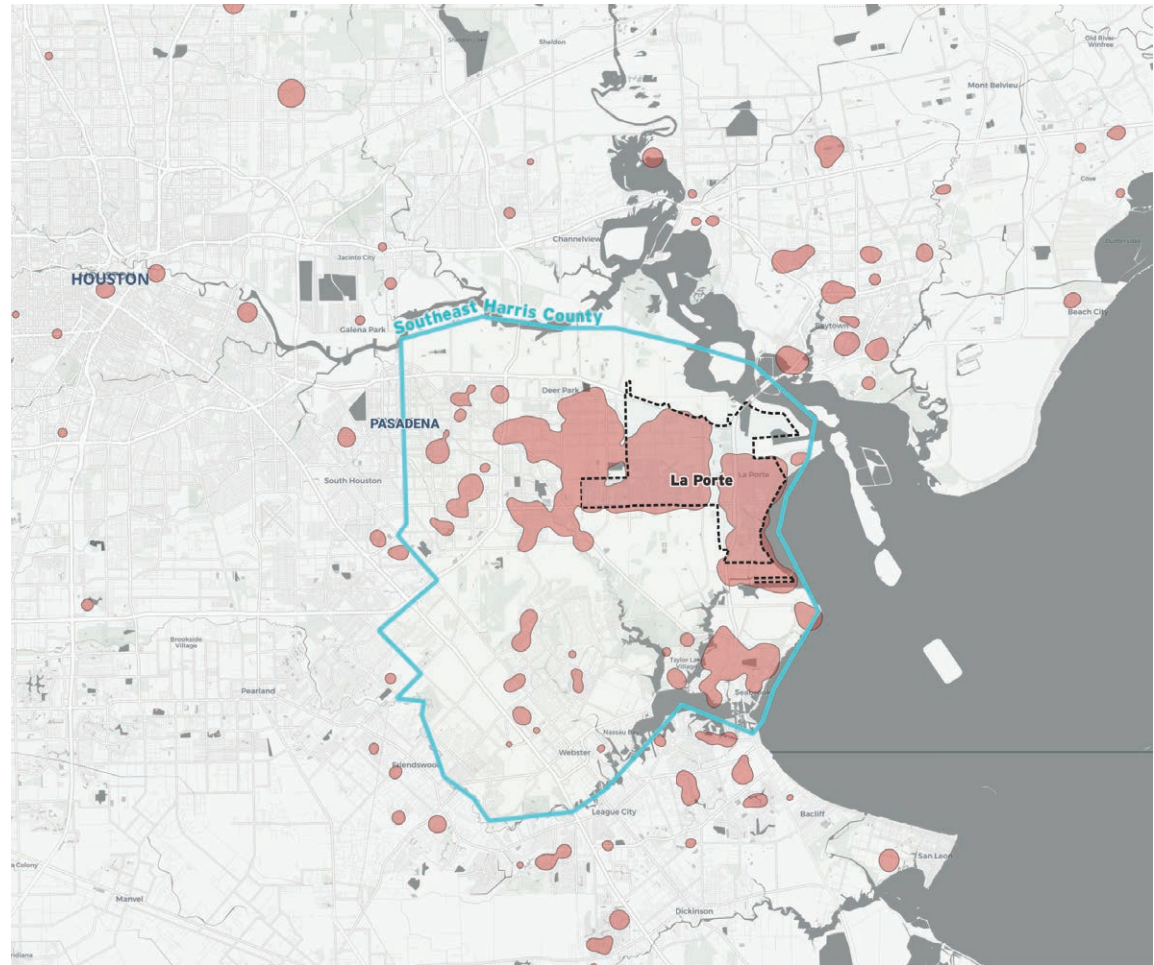 Sheldon
Old River-
Winfree
Mont Belvieu
Cove
Channelview
Jacinto City
HOUSTON
Southeast Harris County
Galena Park
Baytown
Beach City
Deer Park
PASADENA
La Porte
La Porte
South Houston
Brookside
Village
Taylor Lake
Village
Pearland
Seabrook
Nassau Bay
Webster
Friendswood
League City
Bacliff
San Leon
Manvel
Dickinson